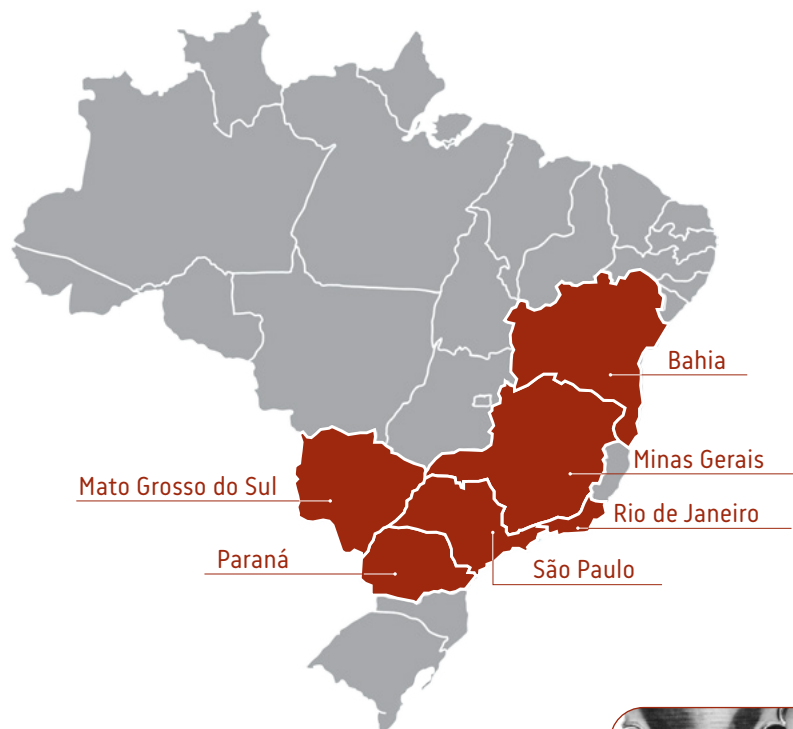 Bahia
Minas Gerais
Mato Grosso do Sul
Rio de Janeiro
Paraná
São Paulo